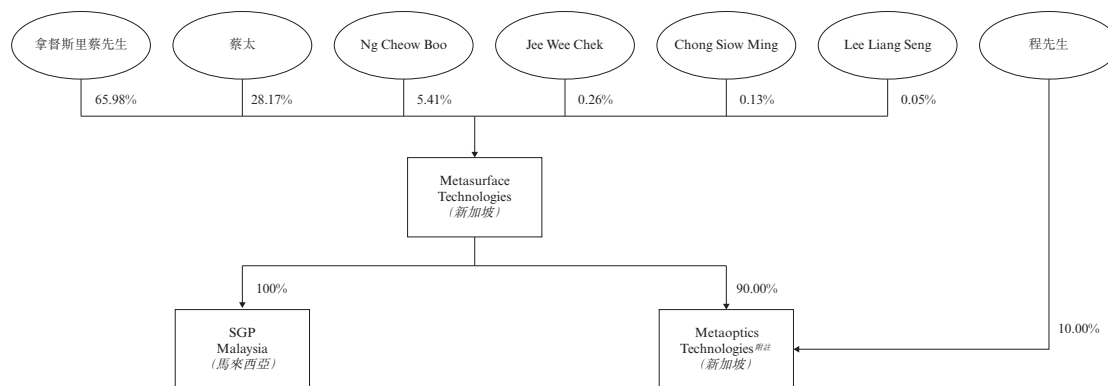 拿督斯里蔡先生
蔡太
Ng Cheow Boo
Jee Wee Chek
Chong Siow Ming
Lee Liang Seng
程先生
65.98%
28.17%
5.41%
0.26%
0.13%
0.05%
Metasurface
Technologies
(新加坡)
100%
90.00%
10.00%
SGP
Malaysia
(馬來西亞)
Metaoptics
Technologies附註
(新加坡)